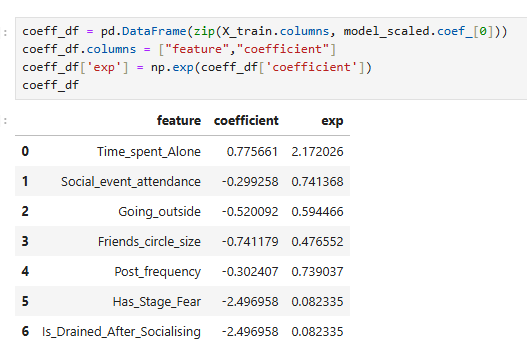 coeff_df = pd.DataFrame(zip(X_train.columns, model_scaled.coef_[0]))
coeff_df.columns = ["feature","coefficient"]
coeff_df['exp'] = np.exp(coeff_df['coefficient'])
coeff_df
feature coefficient exp
0 Time_spent_Alone 0.775661 2.172026
1 Social_event_attendance -0.299258 0.741368
2 Going_outside -0.520092 0.594466
3 Friends_circle_size -0.741179 0.476552
4 Post_frequency -0.302407 0.739037
5 Has_Stage_Fear -2.496958 0.082335
6 Is_Drained_After_Socialising -2.496958 0.082335